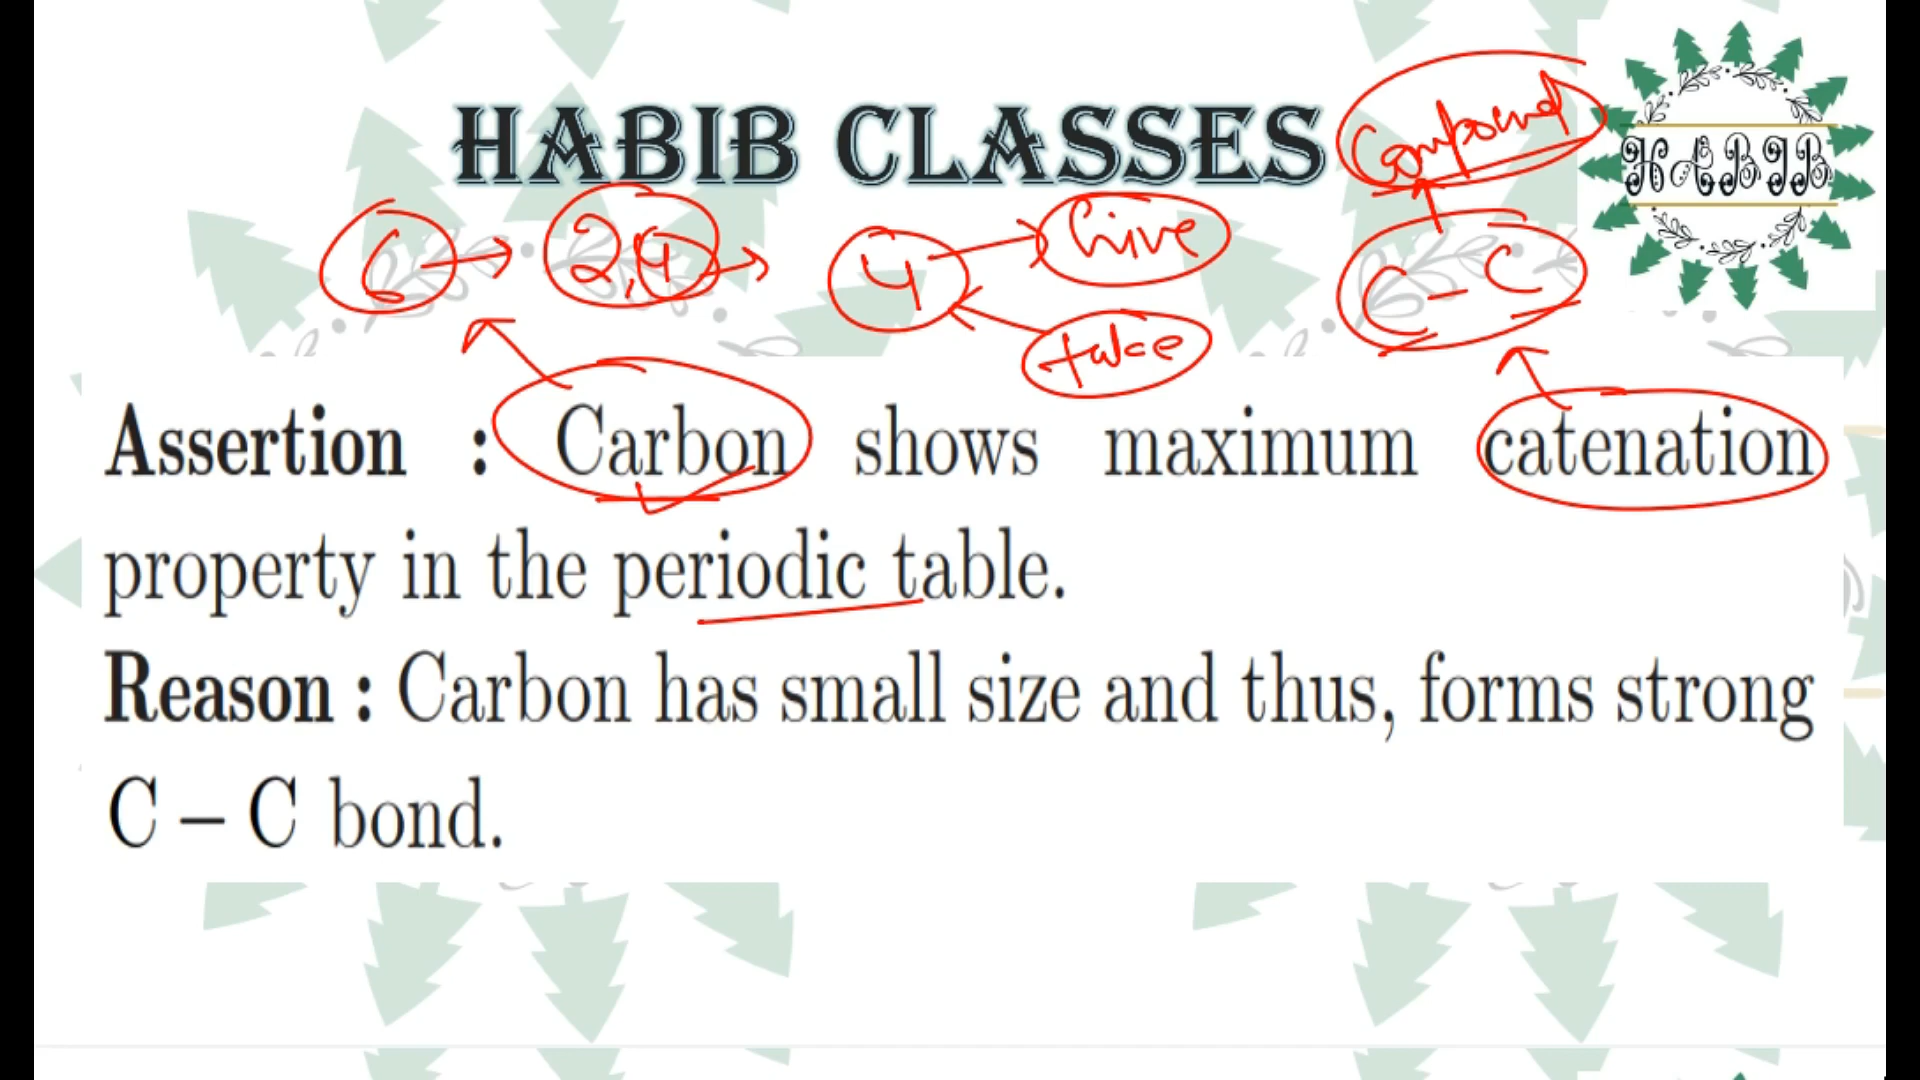 HABIB CLASSES
Compound
HABIB
6 2,4 4 give C-C
take
Assertion : Carbon shows maximum catenation
property in the periodic table.
Reason : Carbon has small size and thus, forms strong
C – C bond.